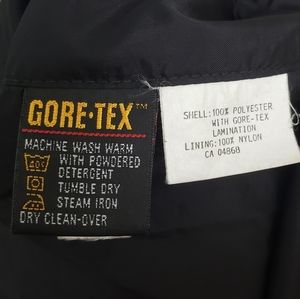 GORE-TEX™
MACHINE WASH WARM
WITH POWDERED
DETERGENT
TUMBLE DRY
STEAM IRON
DRY CLEAN-OVER
SHELL: 100% POLYESTER
WITH GORE-TEX
LAMINATION
LINING: 100% NYLON
CA 04868